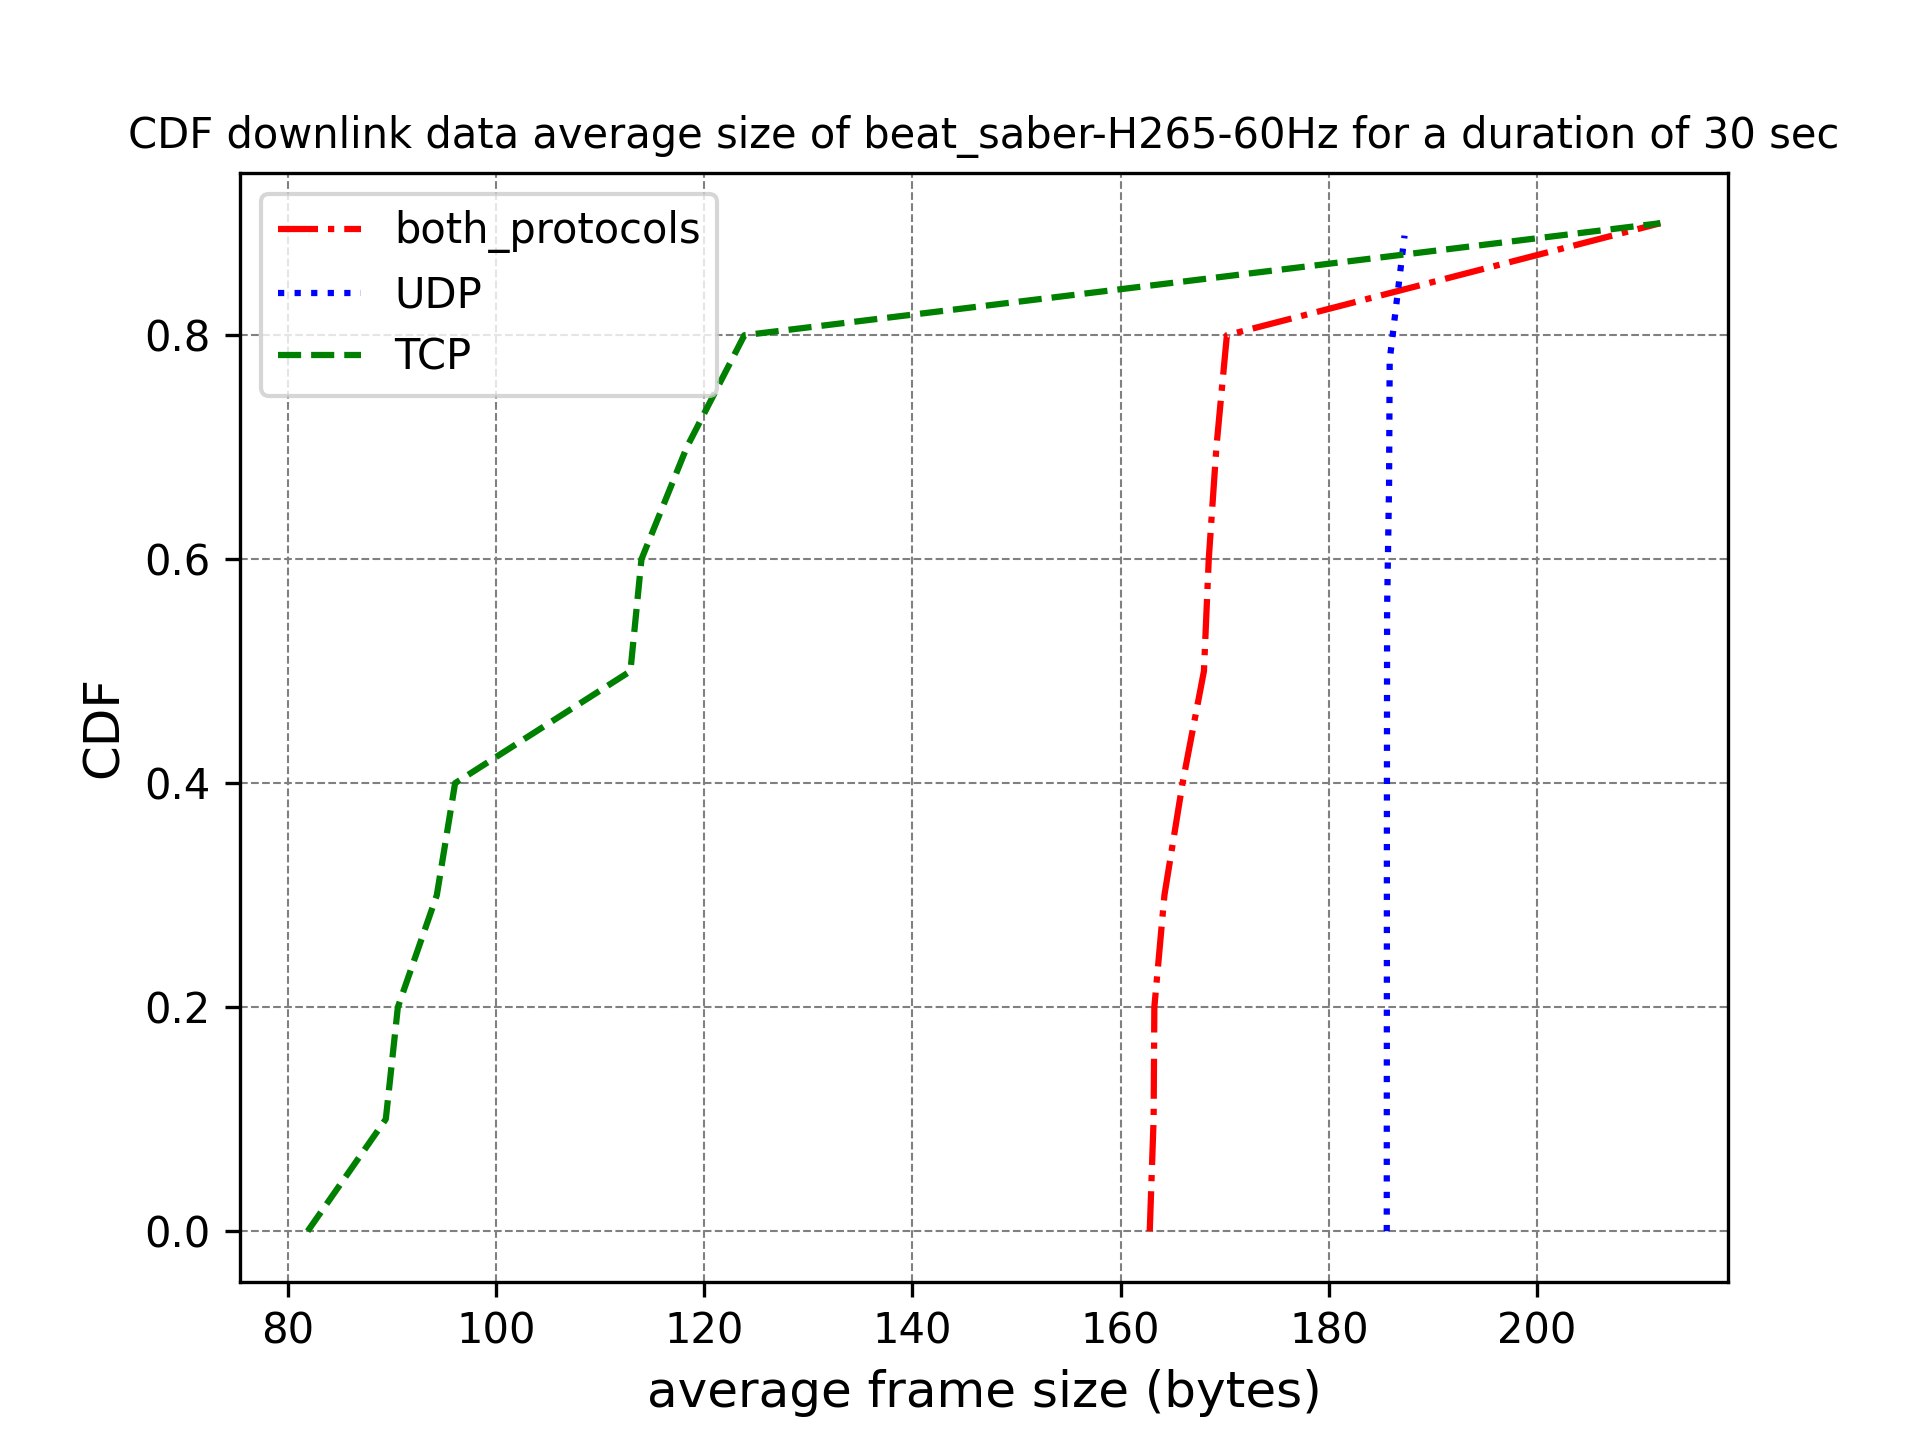 CDF downlink data average size of beat_saber-H265-60Hz for a duration of 30 sec
both_protocols
UDP
TCP
0.8
0.6
0.4
0.2
0.0
CDF
80 100 120 140 160 180 200
average frame size (bytes)